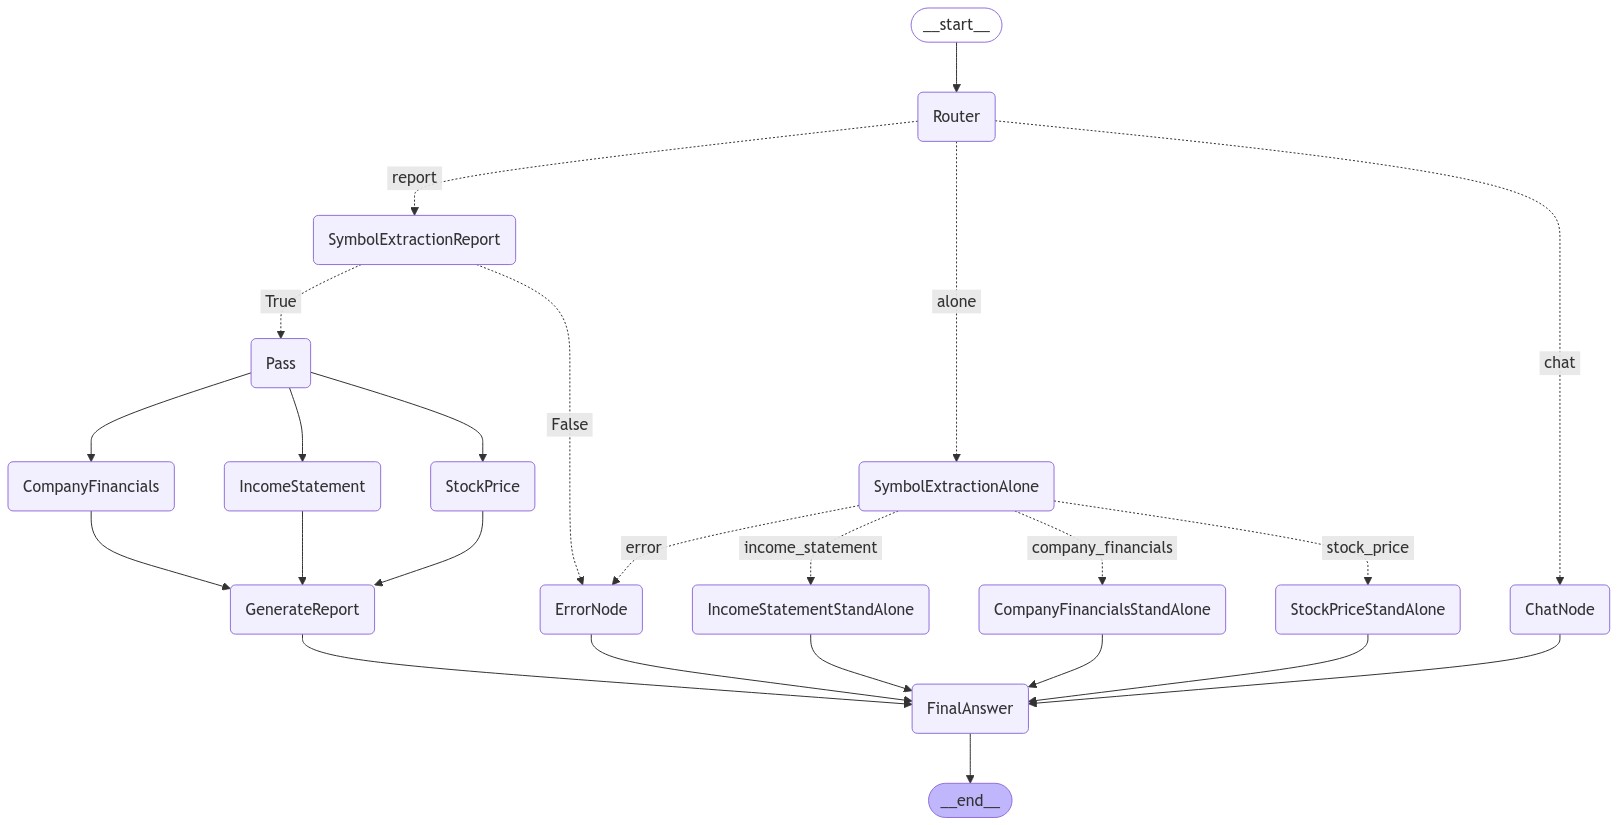 __start__
Router
report
SymbolExtractionReport
True
alone
Pass
chat
False
CompanyFinancials
IncomeStatement
StockPrice
SymbolExtractionAlone
error
income_statement
company_financials
stock_price
GenerateReport
ErrorNode
IncomeStatementStandAlone
CompanyFinancialsStandAlone
StockPriceStandAlone
ChatNode
FinalAnswer
__end__